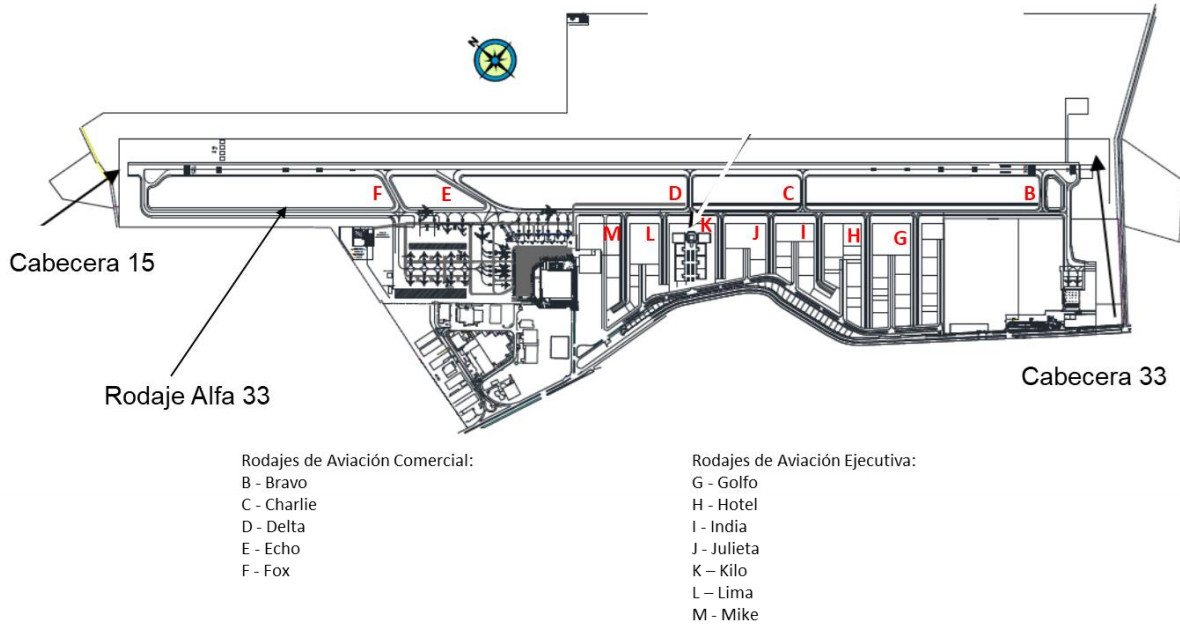 N
F
E
D
C
B
M
L
K
J
I
H
G
Cabecera 15
Rodaje Alfa 33
Cabecera 33
Rodajes de Aviación Comercial:
B - Bravo
C - Charlie
D - Delta
E - Echo
F - Fox
Rodajes de Aviación Ejecutiva:
G - Golfo
H - Hotel
I - India
J - Julieta
K – Kilo
L – Lima
M - Mike